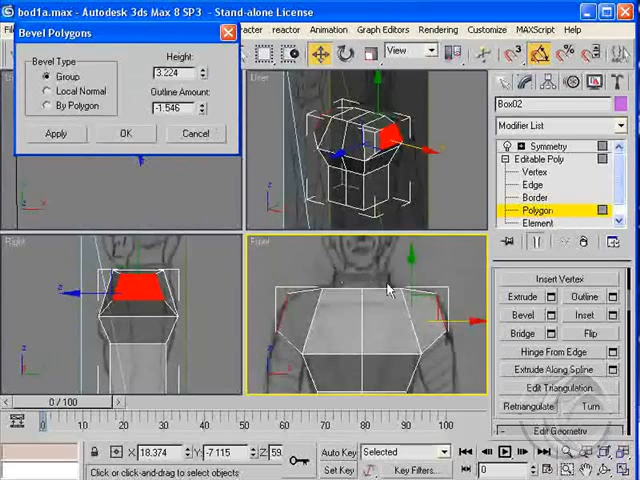 bod1a.max - Autodesk 3ds Max 8 SP3 - Stand-alone License
Bevel Polygons
reactor Animation Graph Editors Rendering Customize MAXScript Help
Bevel Type
Group
Local Normal
By Polygon
Height:
3.224
Outline Amount:
-1.546
Apply OK Cancel
View
User
Box02
Modifier List
Symmetry
Editable Poly
Vertex
Edge
Border
Polygon
Element
Right
Insert Vertex
Extrude Outline
Bevel Inset
Bridge Flip
Hinge From Edge
Extrude Along Spline
Edit Triangulation
Retriangulate Turn
Edit Geometry
0 / 100
0 10 20 30 40 50 60 70 80 90 100
X 18.374 Y -7.115 Z
Click or click-and-drag to select objects
Auto Key Selected
Set Key Key Filters...
0